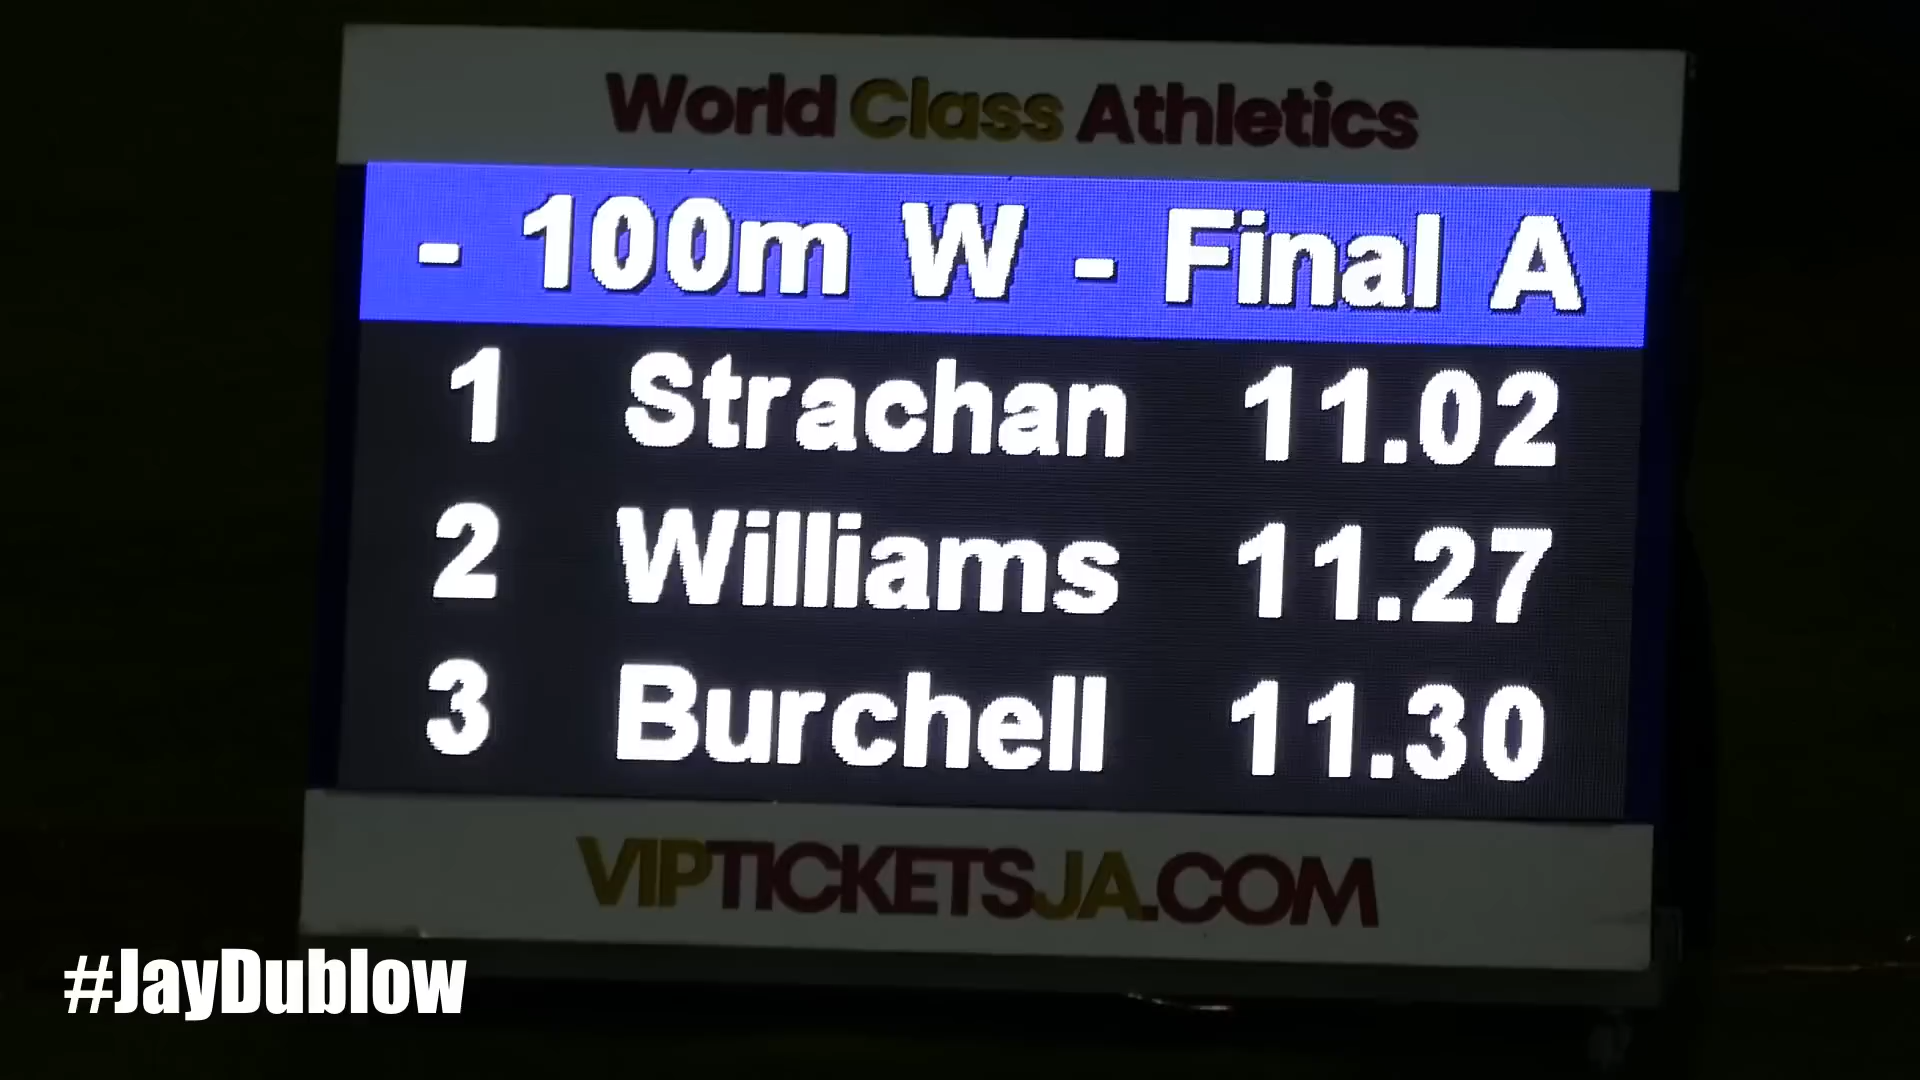 World Class Athletics
- 100m W - Final A
1 Strachan 11.02
2 Williams 11.27
3 Burchell 11.30
VIPTICKETSJA.COM
#JayDublow